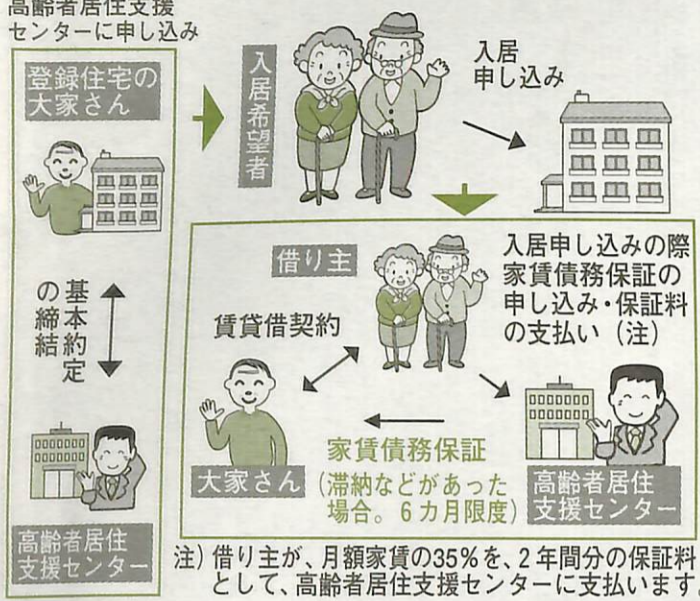 高齢者居住支援
センターに申し込み
登録住宅の
大家さん
基本約定
の締結
高齢者居住
支援センター
入居希望者
入居
申し込み
借り主
入居申し込みの際
家賃債務保証の
申し込み・保証料
の支払い（注）
賃貸借契約
大家さん
家賃債務保証
(滞納などがあった
場合。6カ月限度)
高齢者居住
支援センター
注）借り主が、月額家賃の35％を、2年間分の保証料
として、高齢者居住支援センターに支払います